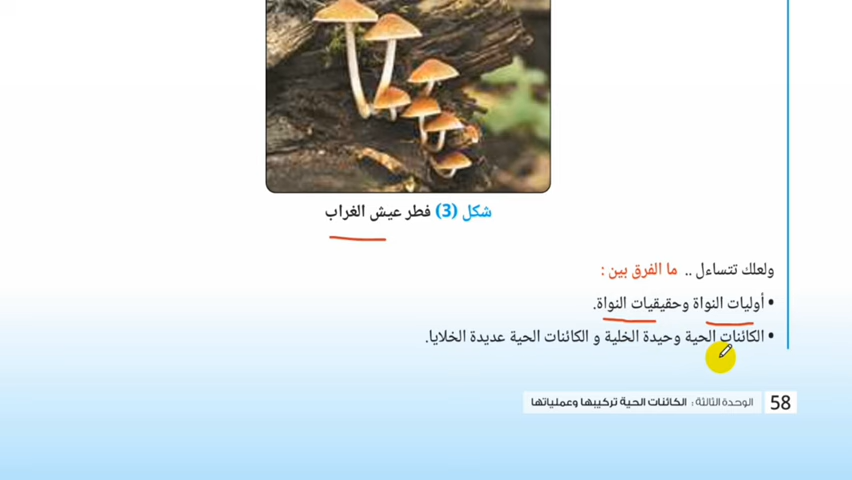 شكل (3) فطر عيش الغراب
ولعلك تتساءل .. ما الفرق بين :
• أوليات النواة وحقيقيات النواة.
• الكائنات الحية وحيدة الخلية و الكائنات الحية عديدة الخلايا.
58 الوحدة الثالثة : الكائنات الحية تركيبها وعملياتها